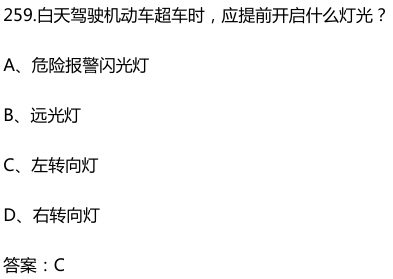 259.白天驾驶机动车超车时，应提前开启什么灯光？
A、危险报警闪光灯
B、远光灯
C、左转向灯
D、右转向灯
答案：C